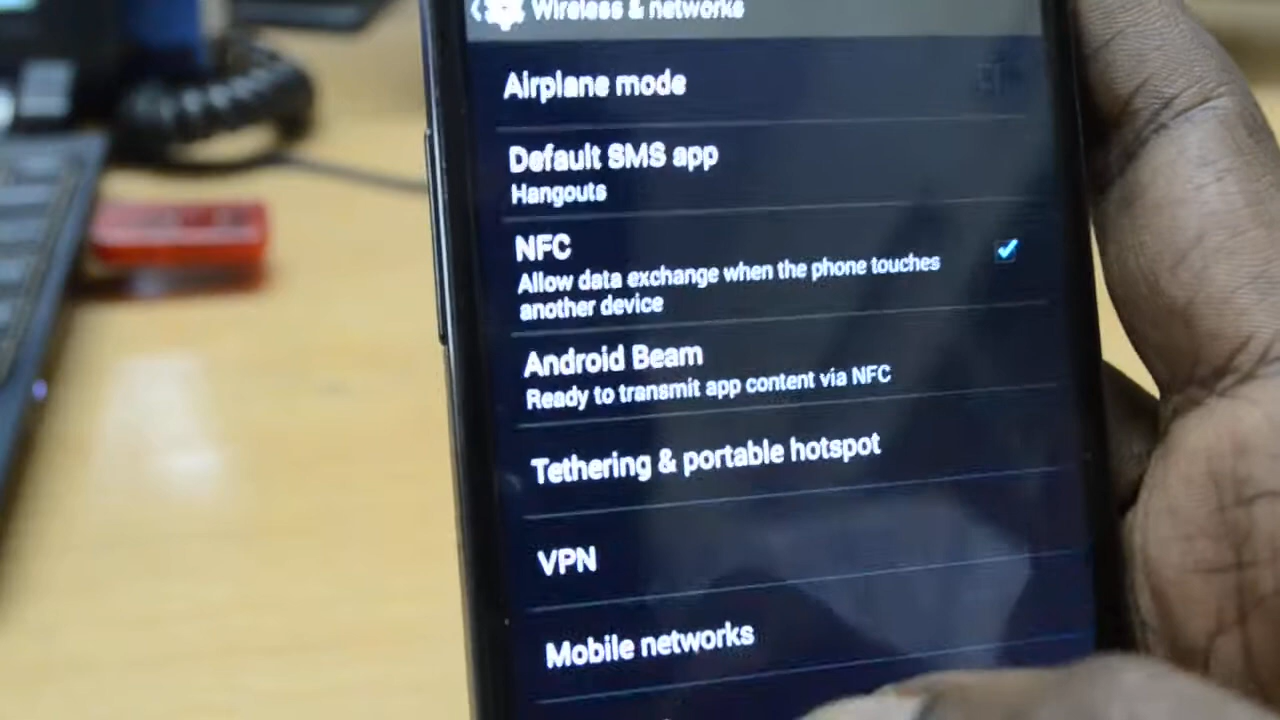 Wireless & networks
Airplane mode
Default SMS app
Hangouts
NFC
Allow data exchange when the phone touches
another device
Android Beam
Ready to transmit app content via NFC
Tethering & portable hotspot
VPN
Mobile networks